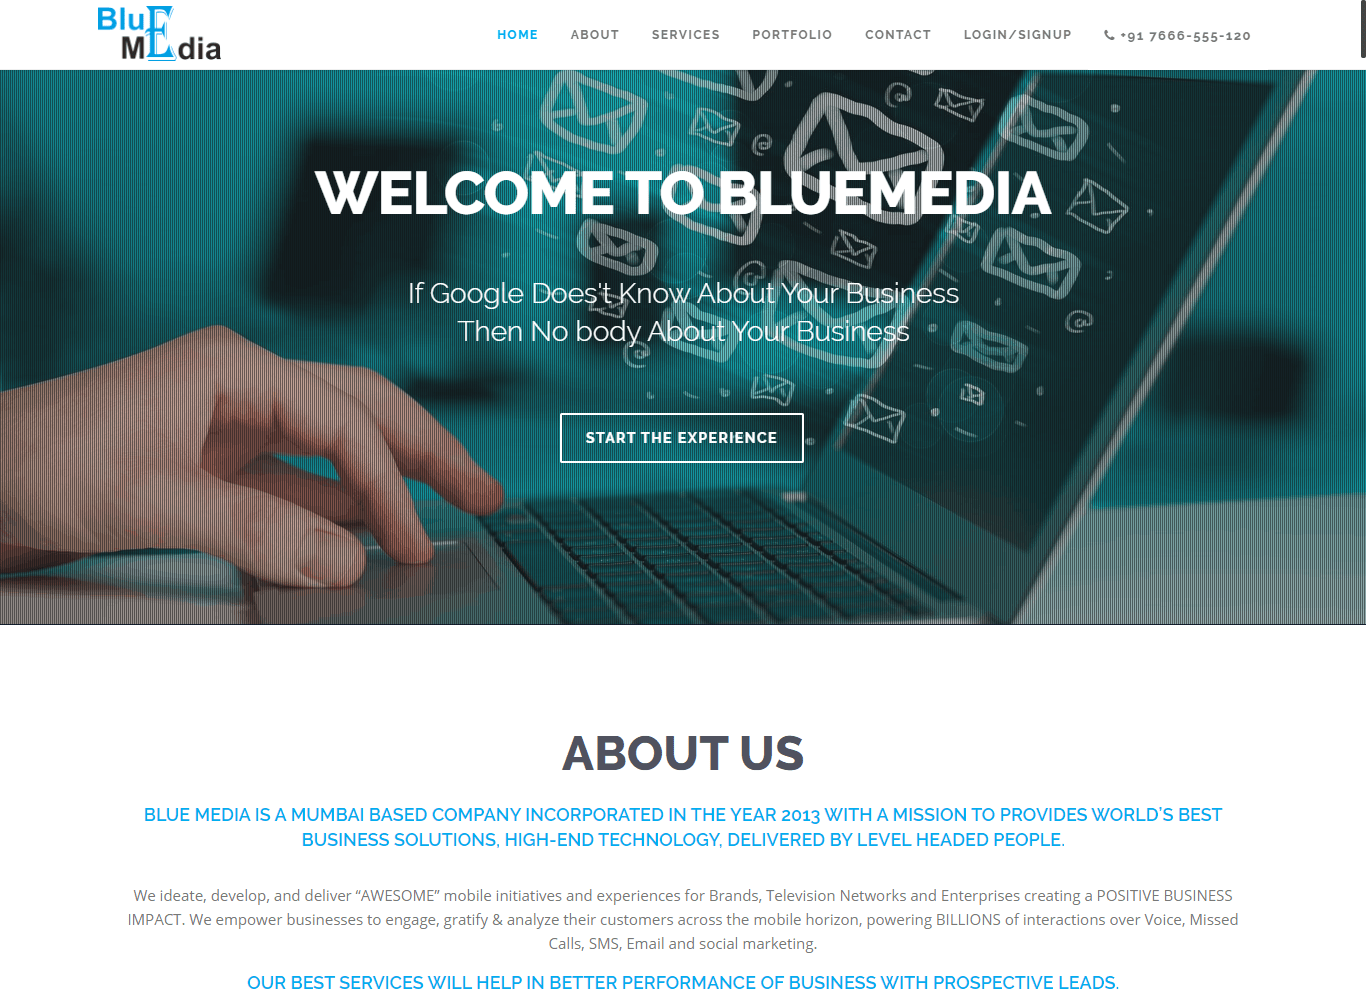 BluE
MEdia
HOME
ABOUT
SERVICES
PORTFOLIO
CONTACT
LOGIN/SIGNUP
+91 7666-555-120
WELCOME TO BLUEMEDIA
If Google Does't Know About Your Business
Then No body About Your Business
START THE EXPERIENCE
ABOUT US
BLUE MEDIA IS A MUMBAI BASED COMPANY INCORPORATED IN THE YEAR 2013 WITH A MISSION TO PROVIDES WORLD'S BEST
BUSINESS SOLUTIONS, HIGH-END TECHNOLOGY, DELIVERED BY LEVEL HEADED PEOPLE.
We ideate, develop, and deliver “AWESOME” mobile initiatives and experiences for Brands, Television Networks and Enterprises creating a POSITIVE BUSINESS
IMPACT. We empower businesses to engage, gratify & analyze their customers across the mobile horizon, powering BILLIONS of interactions over Voice, Missed
Calls, SMS, Email and social marketing.
OUR BEST SERVICES WILL HELP IN BETTER PERFORMANCE OF BUSINESS WITH PROSPECTIVE LEADS.